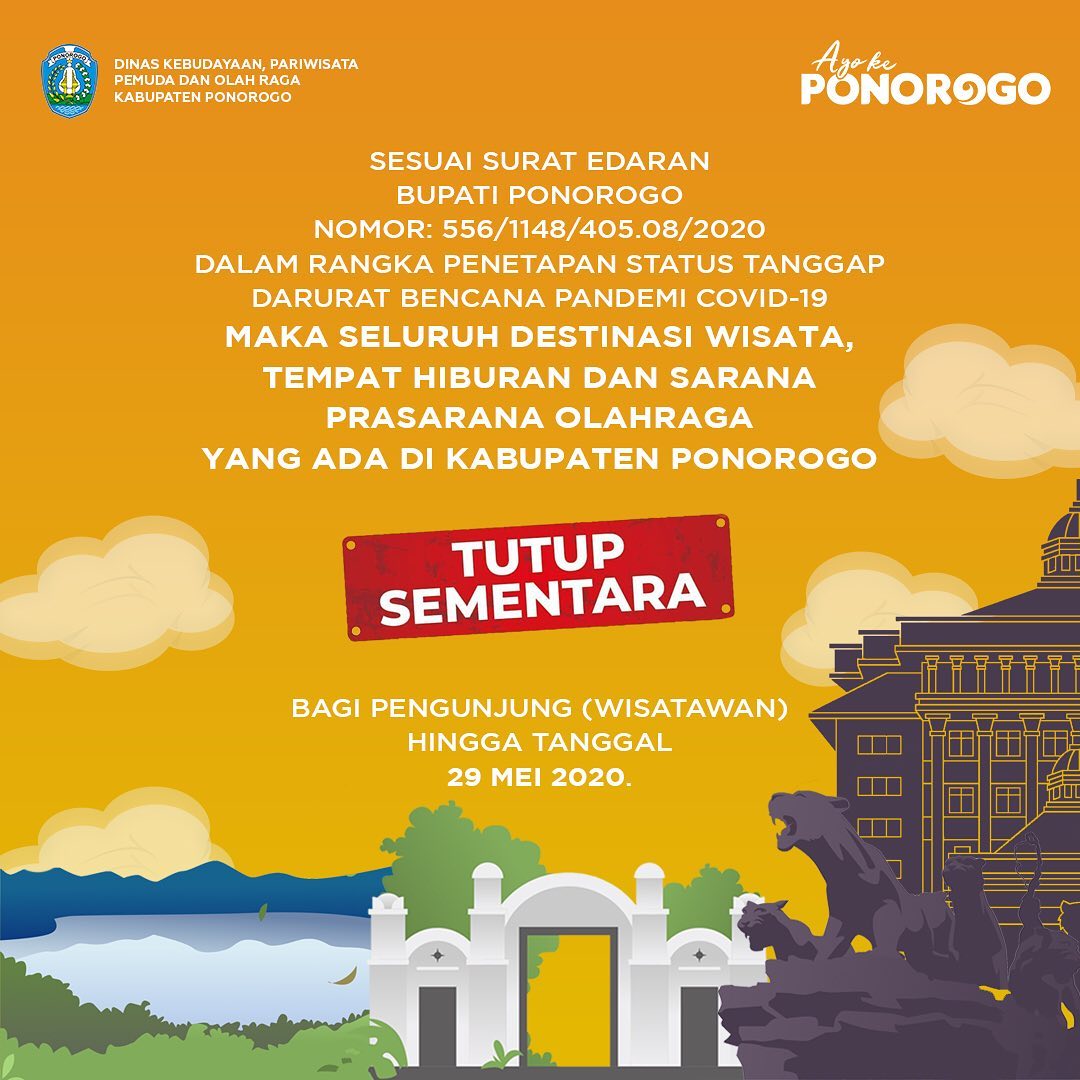 PONOROGO
DINAS KEBUDAYAAN, PARIWISATA
PEMUDA DAN OLAH RAGA
KABUPATEN PONOROGO
Ayo ke
PONOROGO
SESUAI SURAT EDARAN
BUPATI PONOROGO
NOMOR: 556/1148/405.08/2020
DALAM RANGKA PENETAPAN STATUS TANGGAP
DARURAT BENCANA PANDEMI COVID-19
MAKA SELURUH DESTINASI WISATA,
TEMPAT HIBURAN DAN SARANA
PRASARANA OLAHRAGA
YANG ADA DI KABUPATEN PONOROGO
TUTUP
SEMENTARA
BAGI PENGUNJUNG (WISATAWAN)
HINGGA TANGGAL
29 MEI 2020.